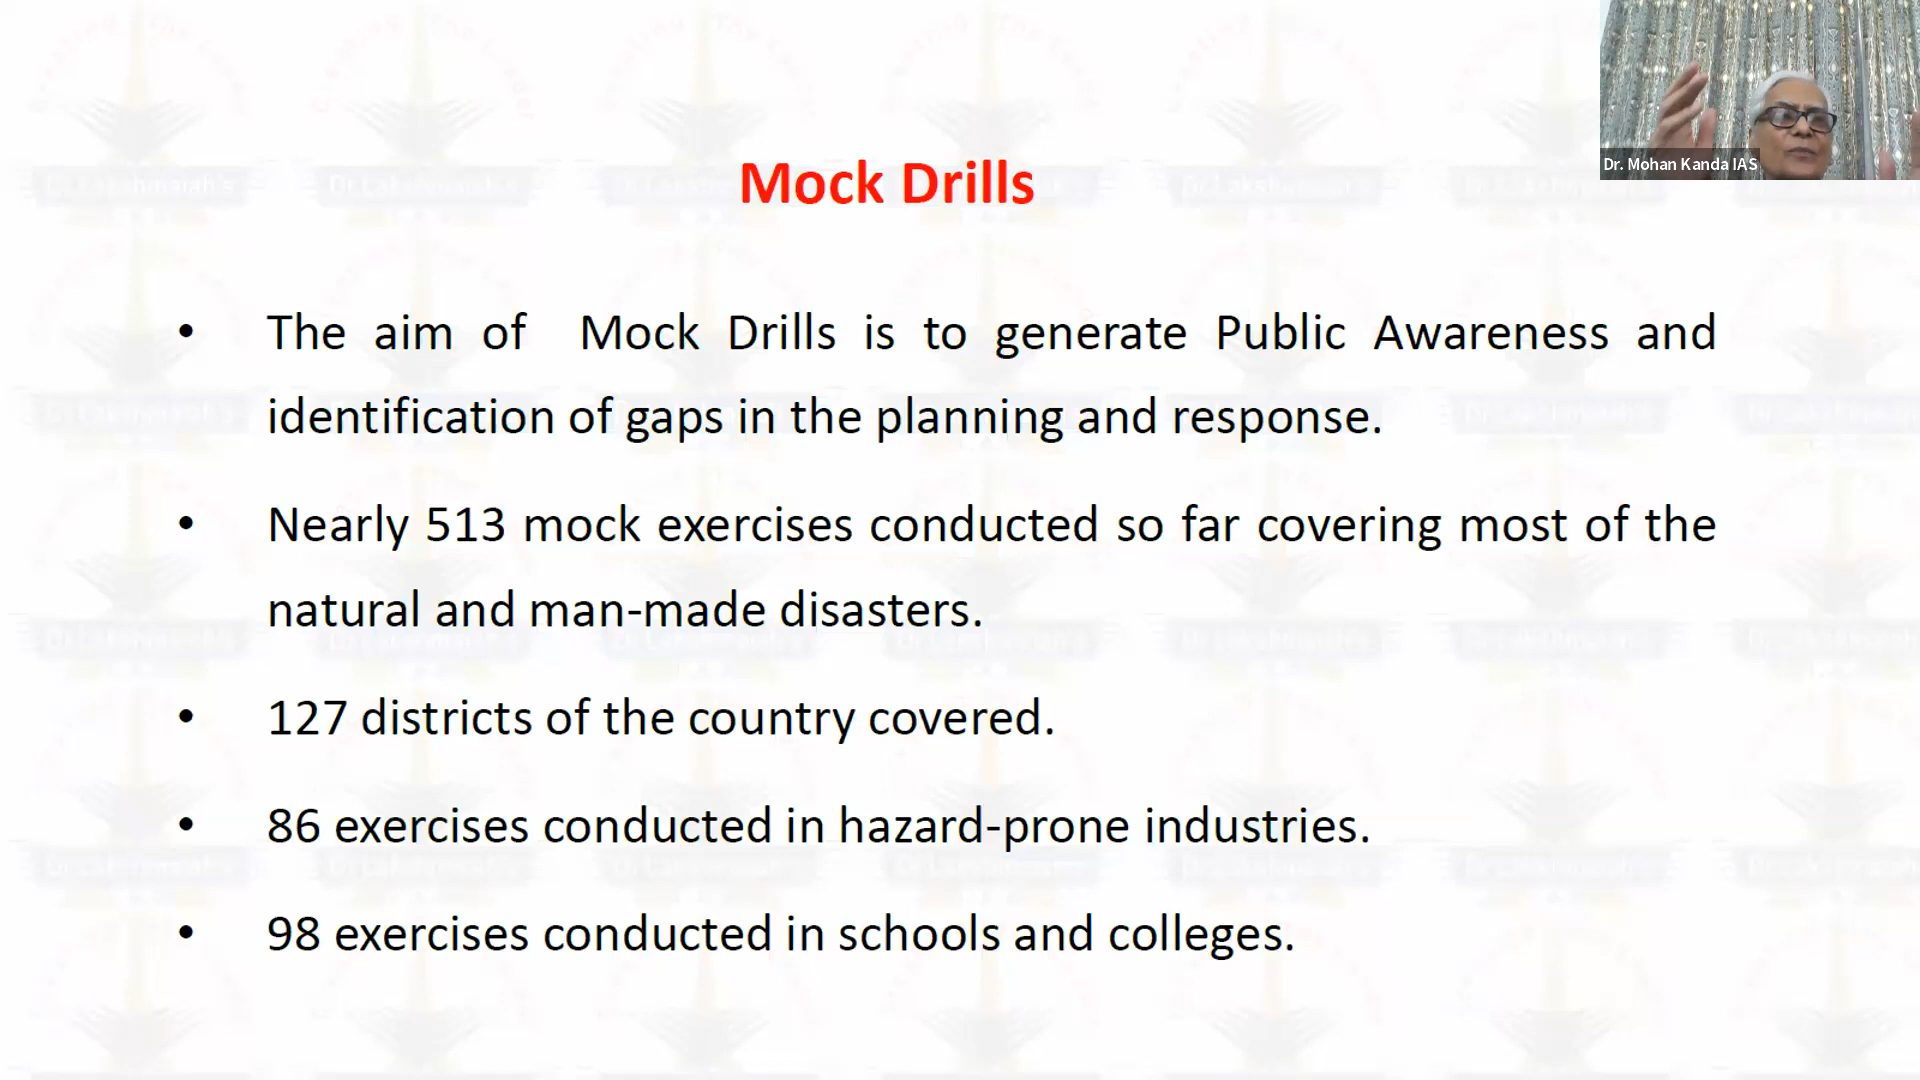 Dr. Mohan Kanda IAS
Mock Drills
• The aim of Mock Drills is to generate Public Awareness and
identification of gaps in the planning and response.
• Nearly 513 mock exercises conducted so far covering most of the
natural and man-made disasters.
• 127 districts of the country covered.
• 86 exercises conducted in hazard-prone industries.
• 98 exercises conducted in schools and colleges.